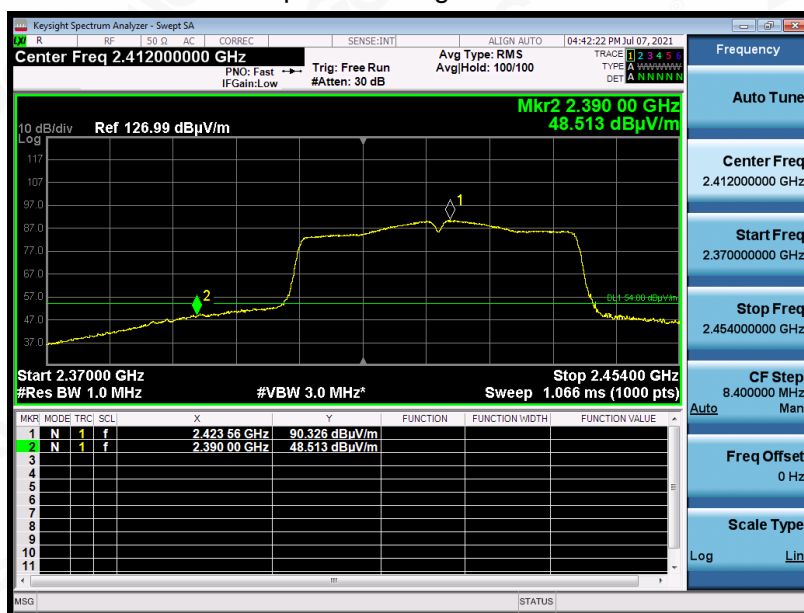 Keysight Spectrum Analyzer - Swept SA
LXI R RF 50 Ω AC CORREC SENSE:INT ALIGN AUTO 04:42:22 PM Jul 07, 2021
Center Freq 2.412000000 GHz
PNO: Fast
IFGain:Low
Trig: Free Run
#Atten: 30 dB
Avg Type: RMS
Avg|Hold: 100/100
TRACE 1 2 3 4 5 6
TYPE A WWWWW
DET A N N N N N
Mkr2 2.390 00 GHz
48.513 dBµV/m
10 dB/div Ref 126.99 dBµV/m
Log
117
107
97.0
87.0
77.0
67.0
57.0
47.0
37.0
1
2
DL1 54.00 dBµV/m
Start 2.37000 GHz Stop 2.45400 GHz
#Res BW 1.0 MHz #VBW 3.0 MHz* Sweep 1.066 ms (1000 pts)
MKR MODE TRC SCL X Y FUNCTION FUNCTION WIDTH FUNCTION VALUE
1 N 1 f 2.423 56 GHz 90.326 dBµV/m
2 N 1 f 2.390 00 GHz 48.513 dBµV/m
3
4
5
6
7
8
9
10
11
MSG STATUS
Frequency
Auto Tune
Center Freq
2.412000000 GHz
Start Freq
2.370000000 GHz
Stop Freq
2.454000000 GHz
CF Step
8.400000 MHz
Auto Man
Freq Offset
0 Hz
Scale Type
Log Lin